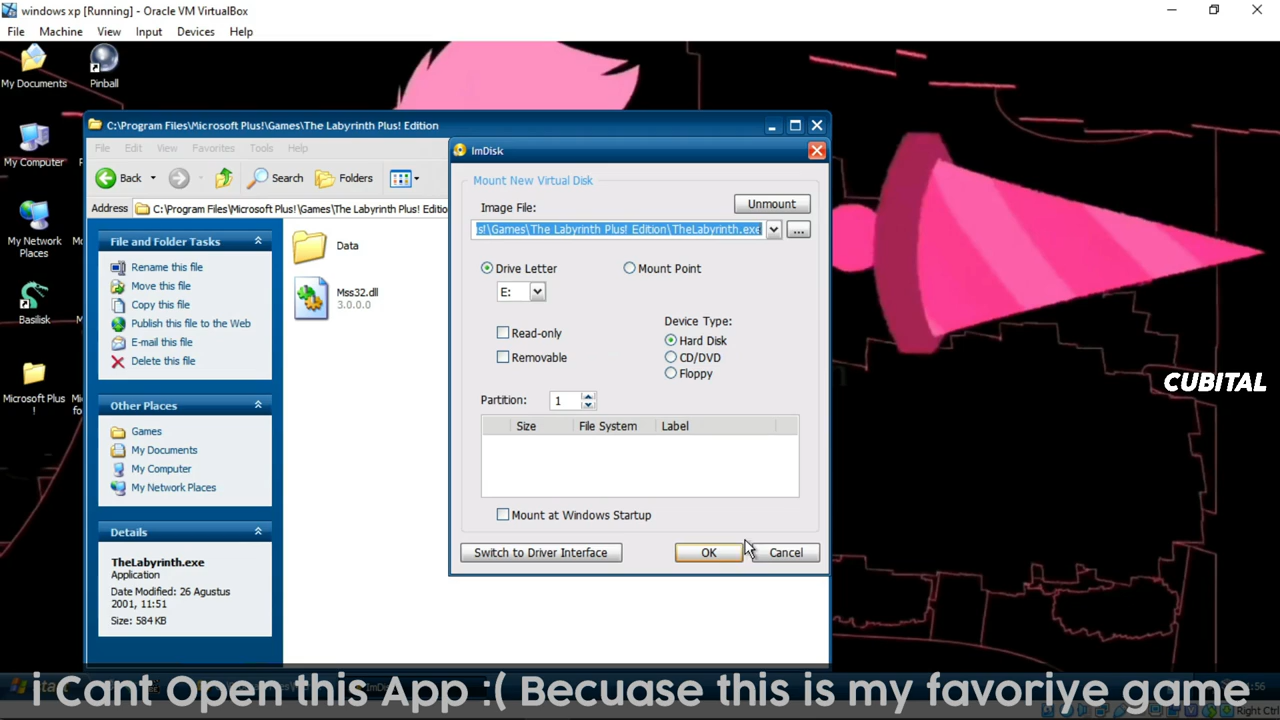 windows xp [Running] - Oracle VM VirtualBox
File Machine View Input Devices Help
My Documents
Pinball
My Computer
My Network
Places
Basilisk
Microsoft Plus
!
C:\Program Files\Microsoft Plus!\Games\The Labyrinth Plus! Edition
File Edit View Favorites Tools Help
Back Search Folders
Address C:\Program Files\Microsoft Plus!\Games\The Labyrinth Plus! Editio
File and Folder Tasks
Rename this file
Move this file
Copy this file
Publish this file to the Web
E-mail this file
Delete this file
Other Places
Games
My Documents
My Computer
My Network Places
Details
TheLabyrinth.exe
Application
Date Modified: 26 Agustus
2001, 11:51
Size: 584 KB
Data
Mss32.dll
3.0.0.0
ImDisk
Mount New Virtual Disk
Image File:
Unmount
s!\Games\The Labyrinth Plus! Edition\TheLabyrinth.exe
...
Drive Letter
Mount Point
E:
Read-only
Removable
Device Type:
Hard Disk
CD/DVD
Floppy
Partition: 1
Size File System Label
Mount at Windows Startup
Switch to Driver Interface OK Cancel
CUBITAL
i Cant Open this App :( Becuase this is my favoriye game
Right Ctrl